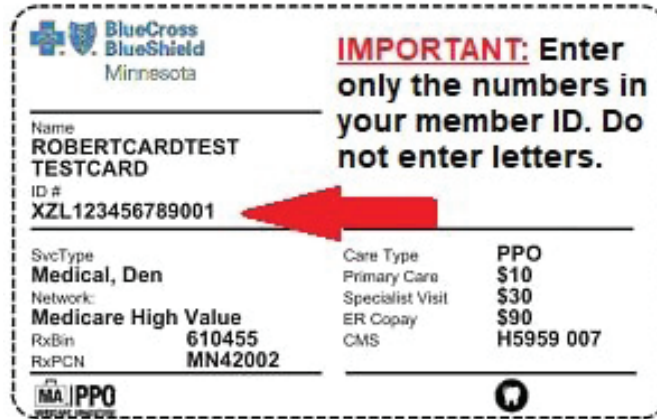 BlueCross
BlueShield
Minnesota
IMPORTANT: Enter
only the numbers in
your member ID. Do
not enter letters.
Name
ROBERTCARDTEST
TESTCARD
ID #
XZL123456789001
SvcType
Medical, Den
Network:
Medicare High Value
RxBin 610455
RxPCN MN42002
Care Type PPO
Primary Care $10
Specialist Visit $30
ER Copay $90
CMS H5959 007
MA PPO